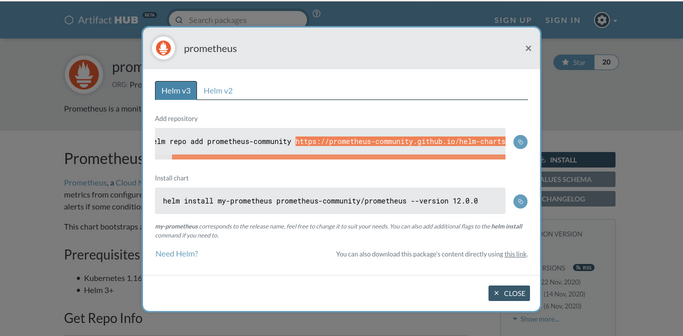 Artifact HUB BETA
Search packages
SIGN UP
SIGN IN
prometheus
×
prom
ORG: Pro
Star 20
Prometheus is a monit
Helm v3
Helm v2
Add repository
elm repo add prometheus-community https://prometheus-community.github.io/helm-charts
Install chart
helm install my-prometheus prometheus-community/prometheus --version 12.0.0
my-prometheus corresponds to the release name, feel free to change it to suit your needs. You can also add additional flags to the helm install
command if you need to.
Need Helm?
You can also download this package's content directly using this link.
× CLOSE
Prometheus
Prometheus, a Cloud N
metrics from configure
alerts if some conditio
This chart bootstraps a
Prerequisites
Kubernetes 1.16
Helm 3+
Get Repo Info
INSTALL
ALUES SCHEMA
CHANGELOG
ON VERSION
RSIONS RSS
(22 Nov, 2020)
(14 Nov, 2020)
(6 Nov, 2020)
Show more...